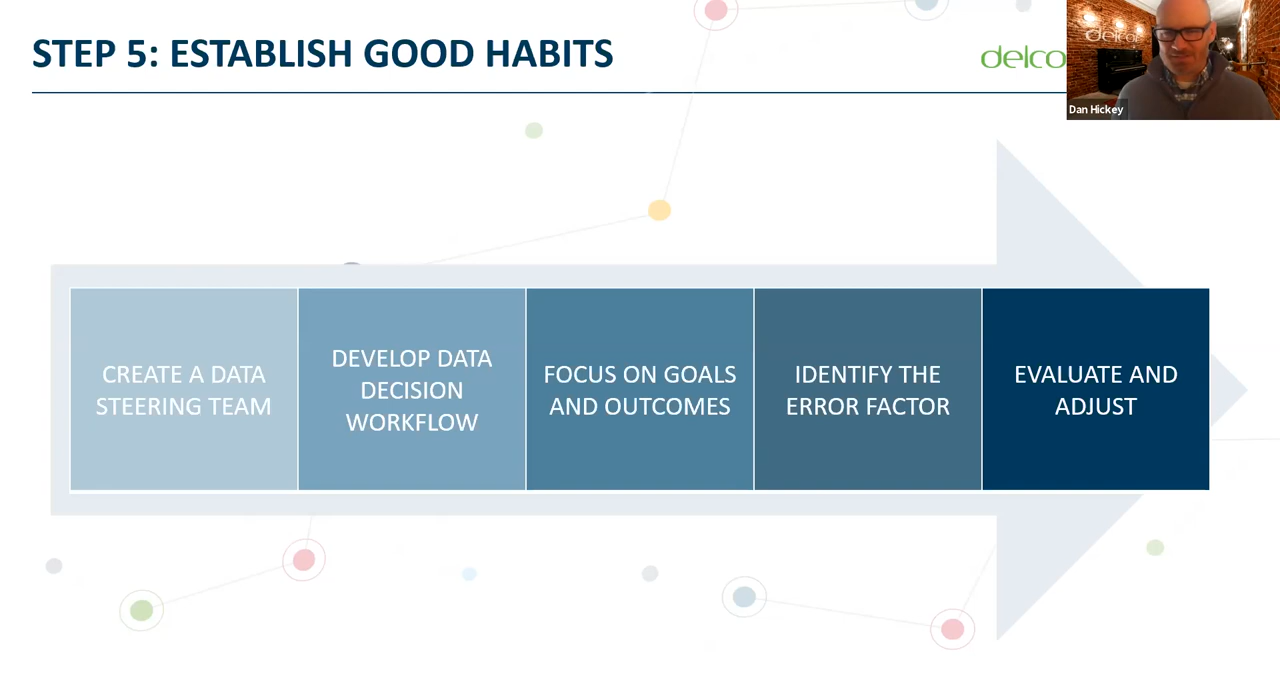 STEP 5: ESTABLISH GOOD HABITS
delco
delcor
Dan Hickey
CREATE A DATA
STEERING TEAM
DEVELOP DATA
DECISION
WORKFLOW
FOCUS ON GOALS
AND OUTCOMES
IDENTIFY THE
ERROR FACTOR
EVALUATE AND
ADJUST